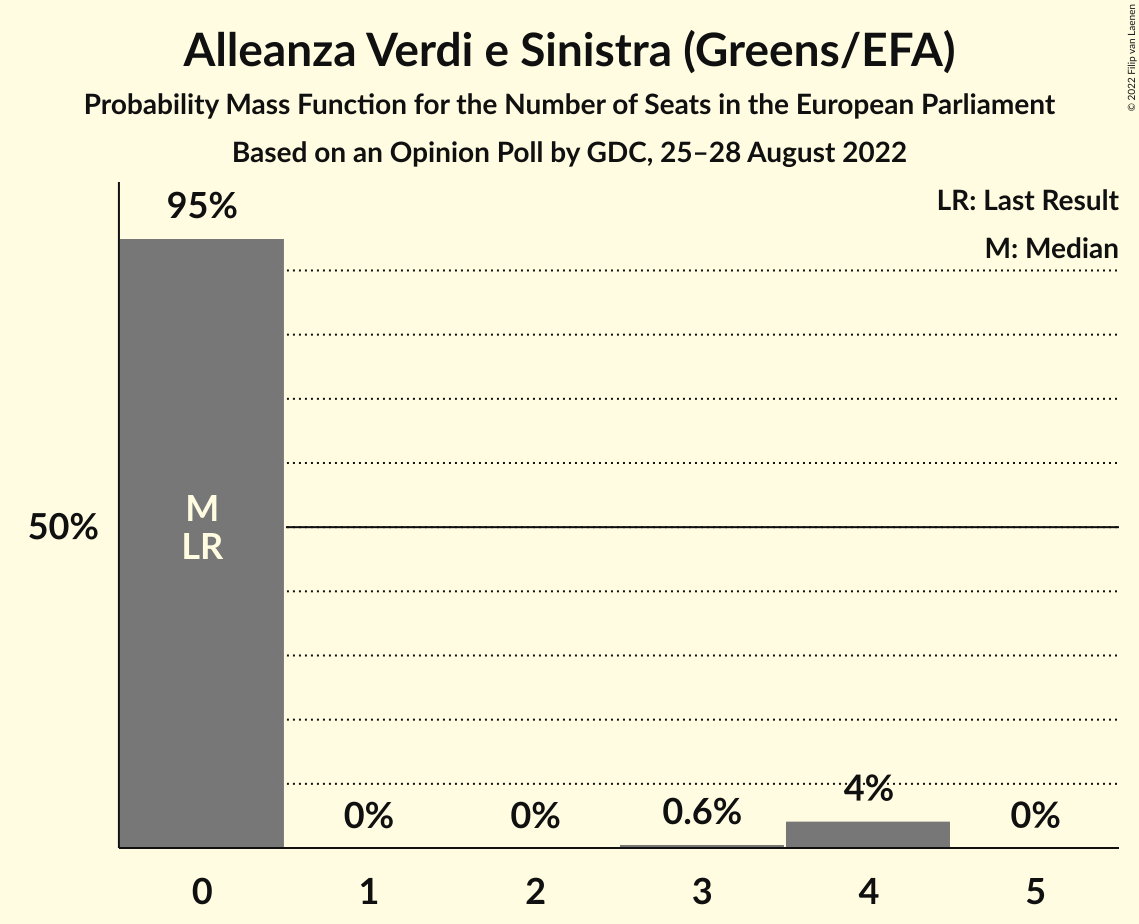 Alleanza Verdi e Sinistra (Greens/EFA)
Probability Mass Function for the Number of Seats in the European Parliament
Based on an Opinion Poll by GDC, 25–28 August 2022
© 2022 Filip van Laenen
LR: Last Result
M: Median
95%
50%
M
LR
0%
0%
0.6%
4%
0%
0
1
2
3
4
5